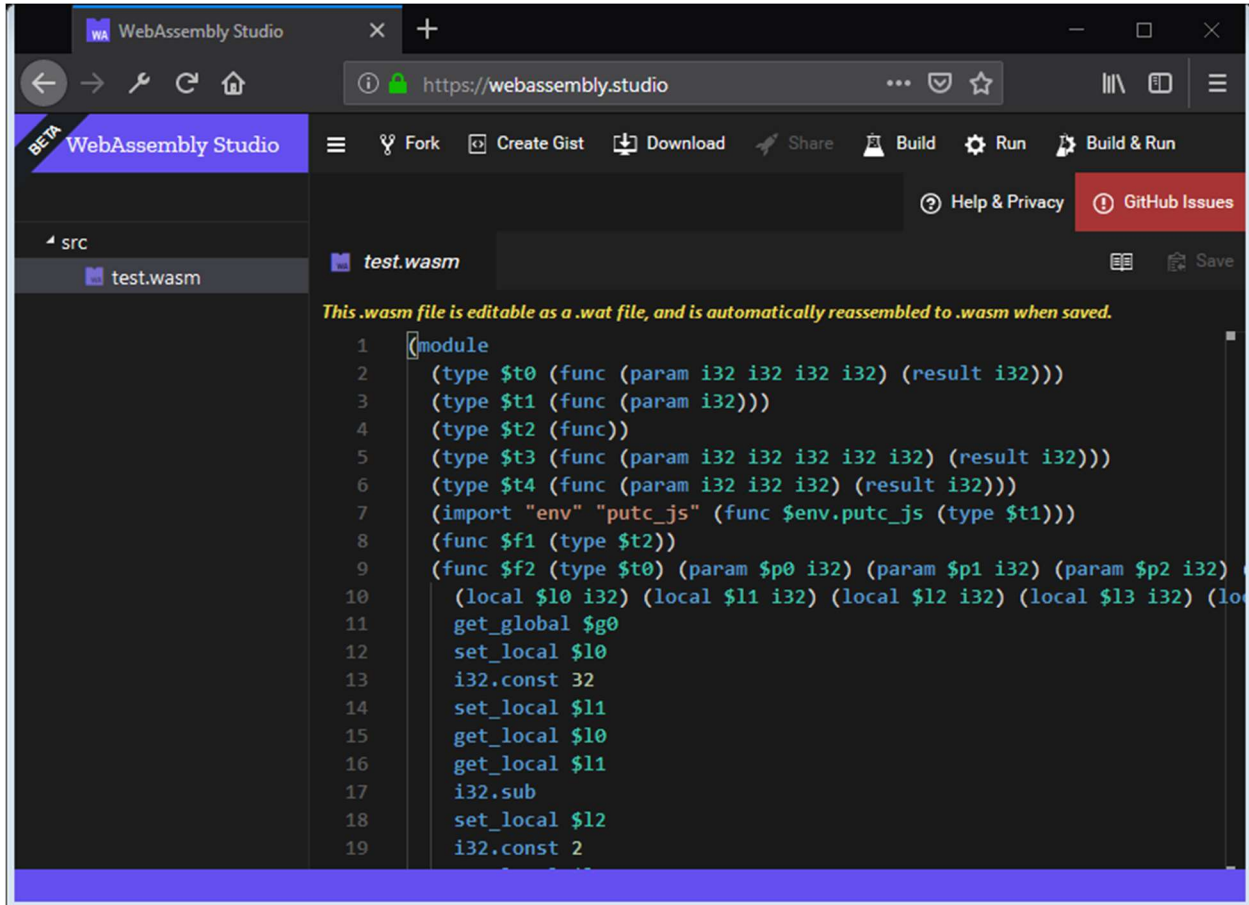 WebAssembly Studio
https://webassembly.studio
BETA
WebAssembly Studio
Fork Create Gist Download Share Build Run Build & Run
Help & Privacy GitHub Issues
src
test.wasm
test.wasm
Save
This .wasm file is editable as a .wat file, and is automatically reassembled to .wasm when saved.
1 (module
2 (type $t0 (func (param i32 i32 i32 i32) (result i32)))
3 (type $t1 (func (param i32)))
4 (type $t2 (func))
5 (type $t3 (func (param i32 i32 i32 i32 i32) (result i32)))
6 (type $t4 (func (param i32 i32 i32) (result i32)))
7 (import "env" "putc_js" (func $env.putc_js (type $t1)))
8 (func $f1 (type $t2))
9 (func $f2 (type $t0) (param $p0 i32) (param $p1 i32) (param $p2 i32) (
10 (local $l0 i32) (local $l1 i32) (local $l2 i32) (local $l3 i32) (lo
11 get_global $g0
12 set_local $l0
13 i32.const 32
14 set_local $l1
15 get_local $l0
16 get_local $l1
17 i32.sub
18 set_local $l2
19 i32.const 2